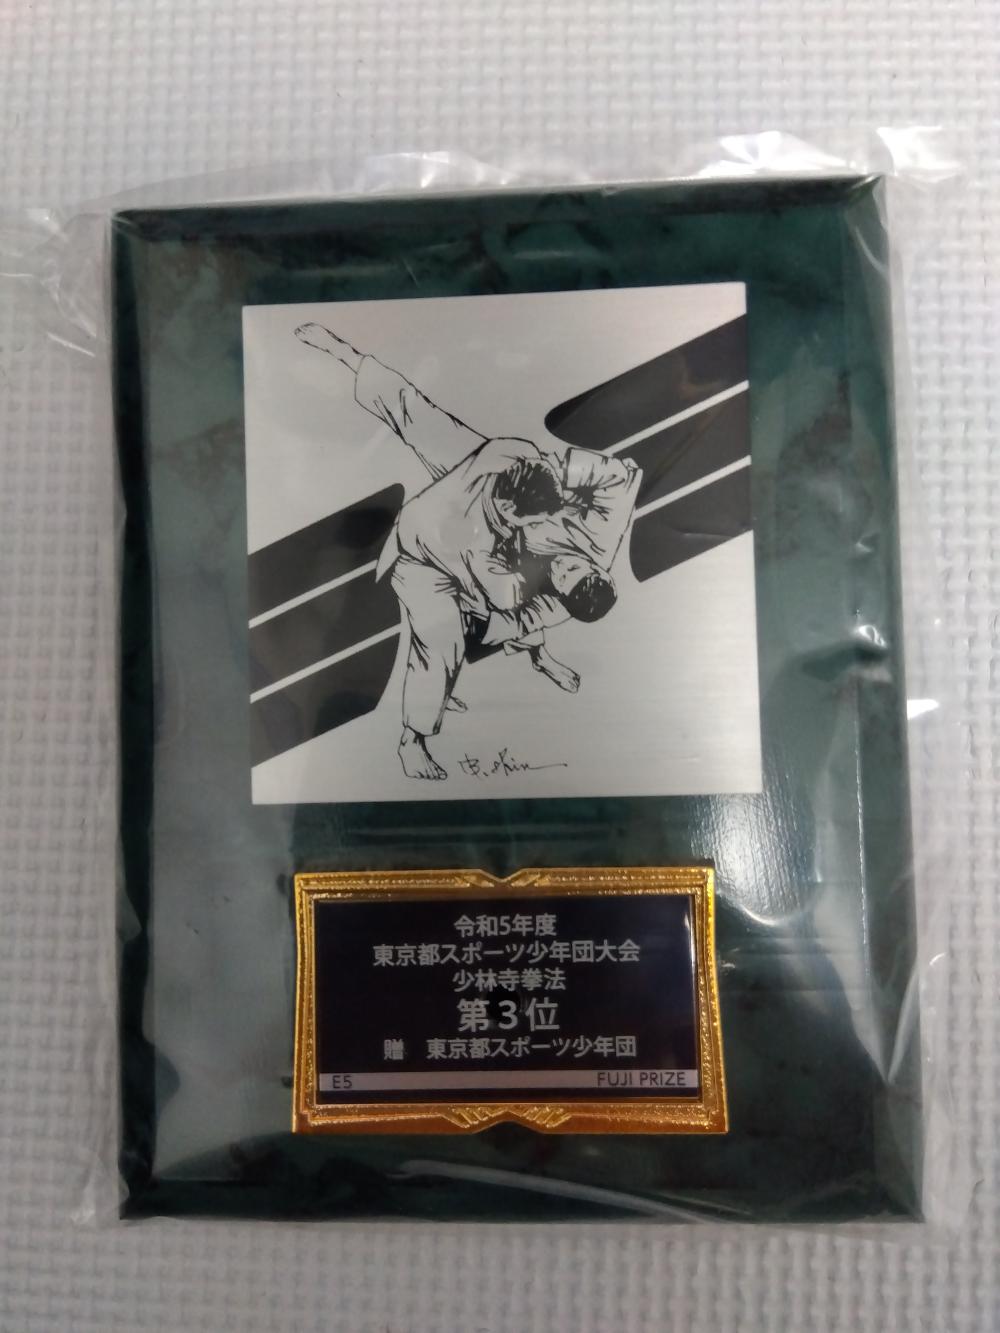 令和5年度
東京都スポーツ少年団大会
少林寺拳法
第3位
贈 東京都スポーツ少年団
E5 FUJI PRIZE